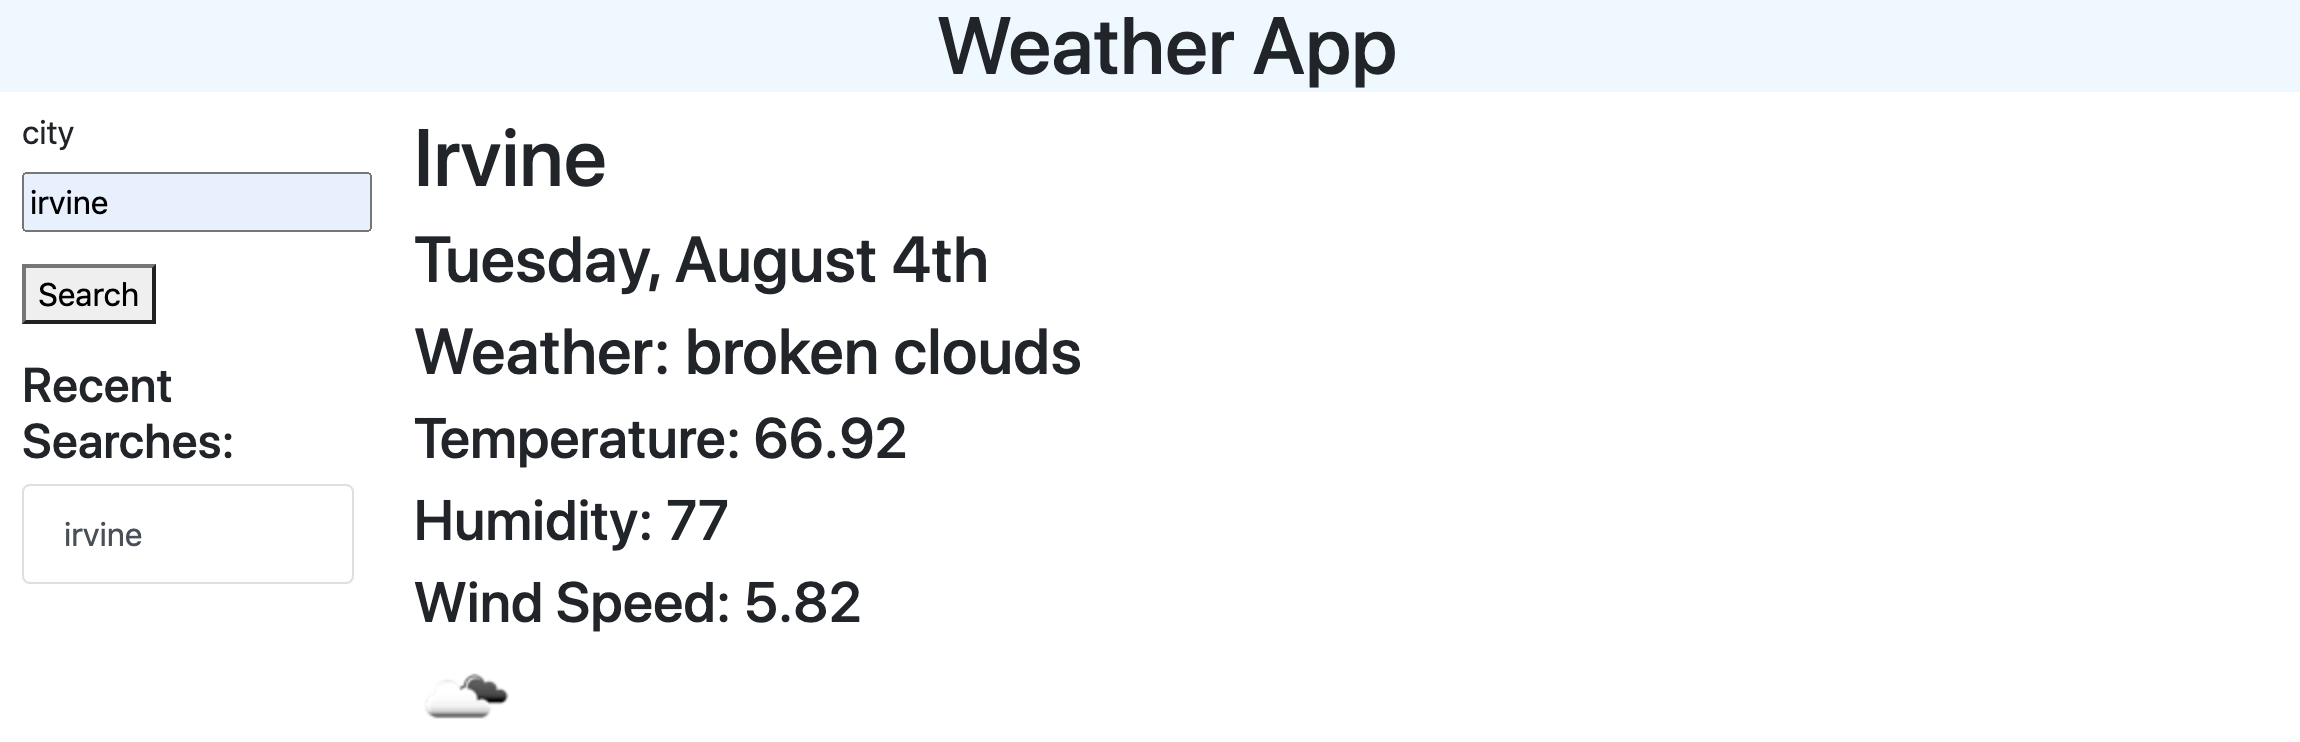 Weather App
city
irvine
Search
Recent
Searches:
irvine
Irvine
Tuesday, August 4th
Weather: broken clouds
Temperature: 66.92
Humidity: 77
Wind Speed: 5.82